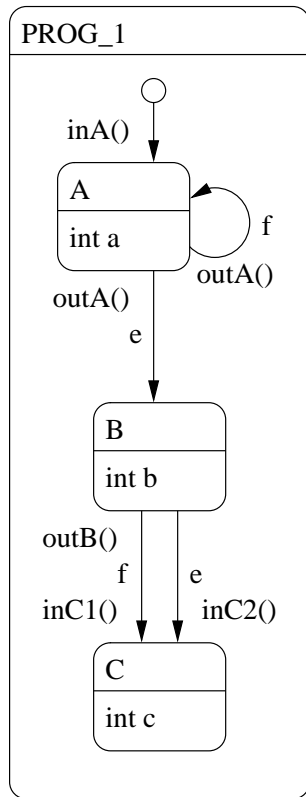 PROG_1
inA()
A
int a
f
outA()
outA()
e
B
int b
outB()
f
e
inC1()
inC2()
C
int c